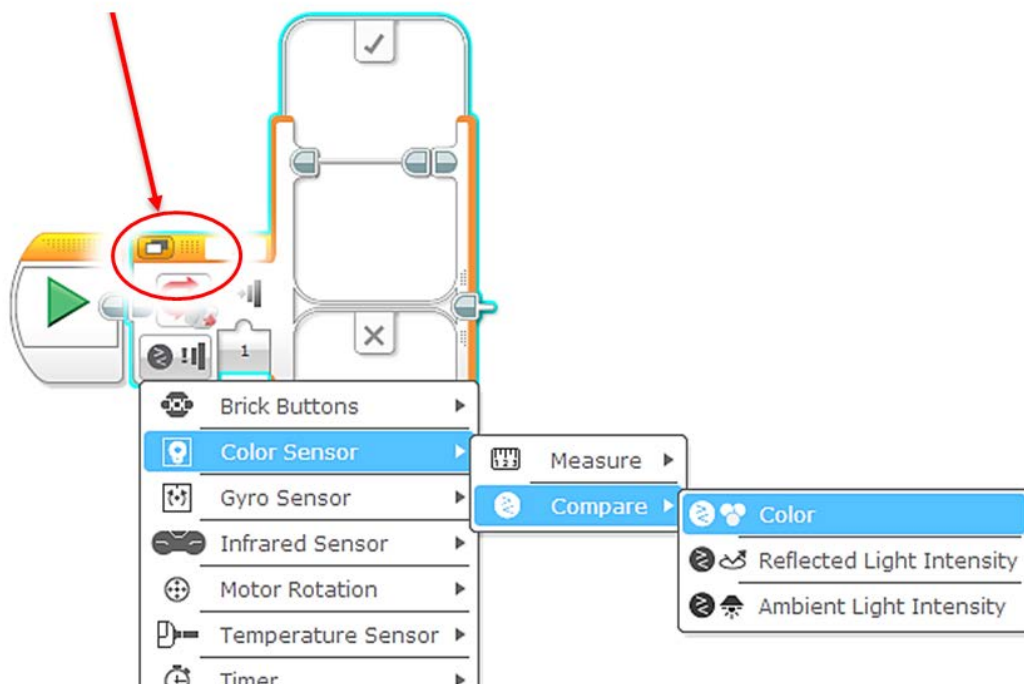 1
Brick Buttons
Color Sensor
Measure
Gyro Sensor
Compare
Color
Infrared Sensor
Reflected Light Intensity
Motor Rotation
Ambient Light Intensity
Temperature Sensor
Timer